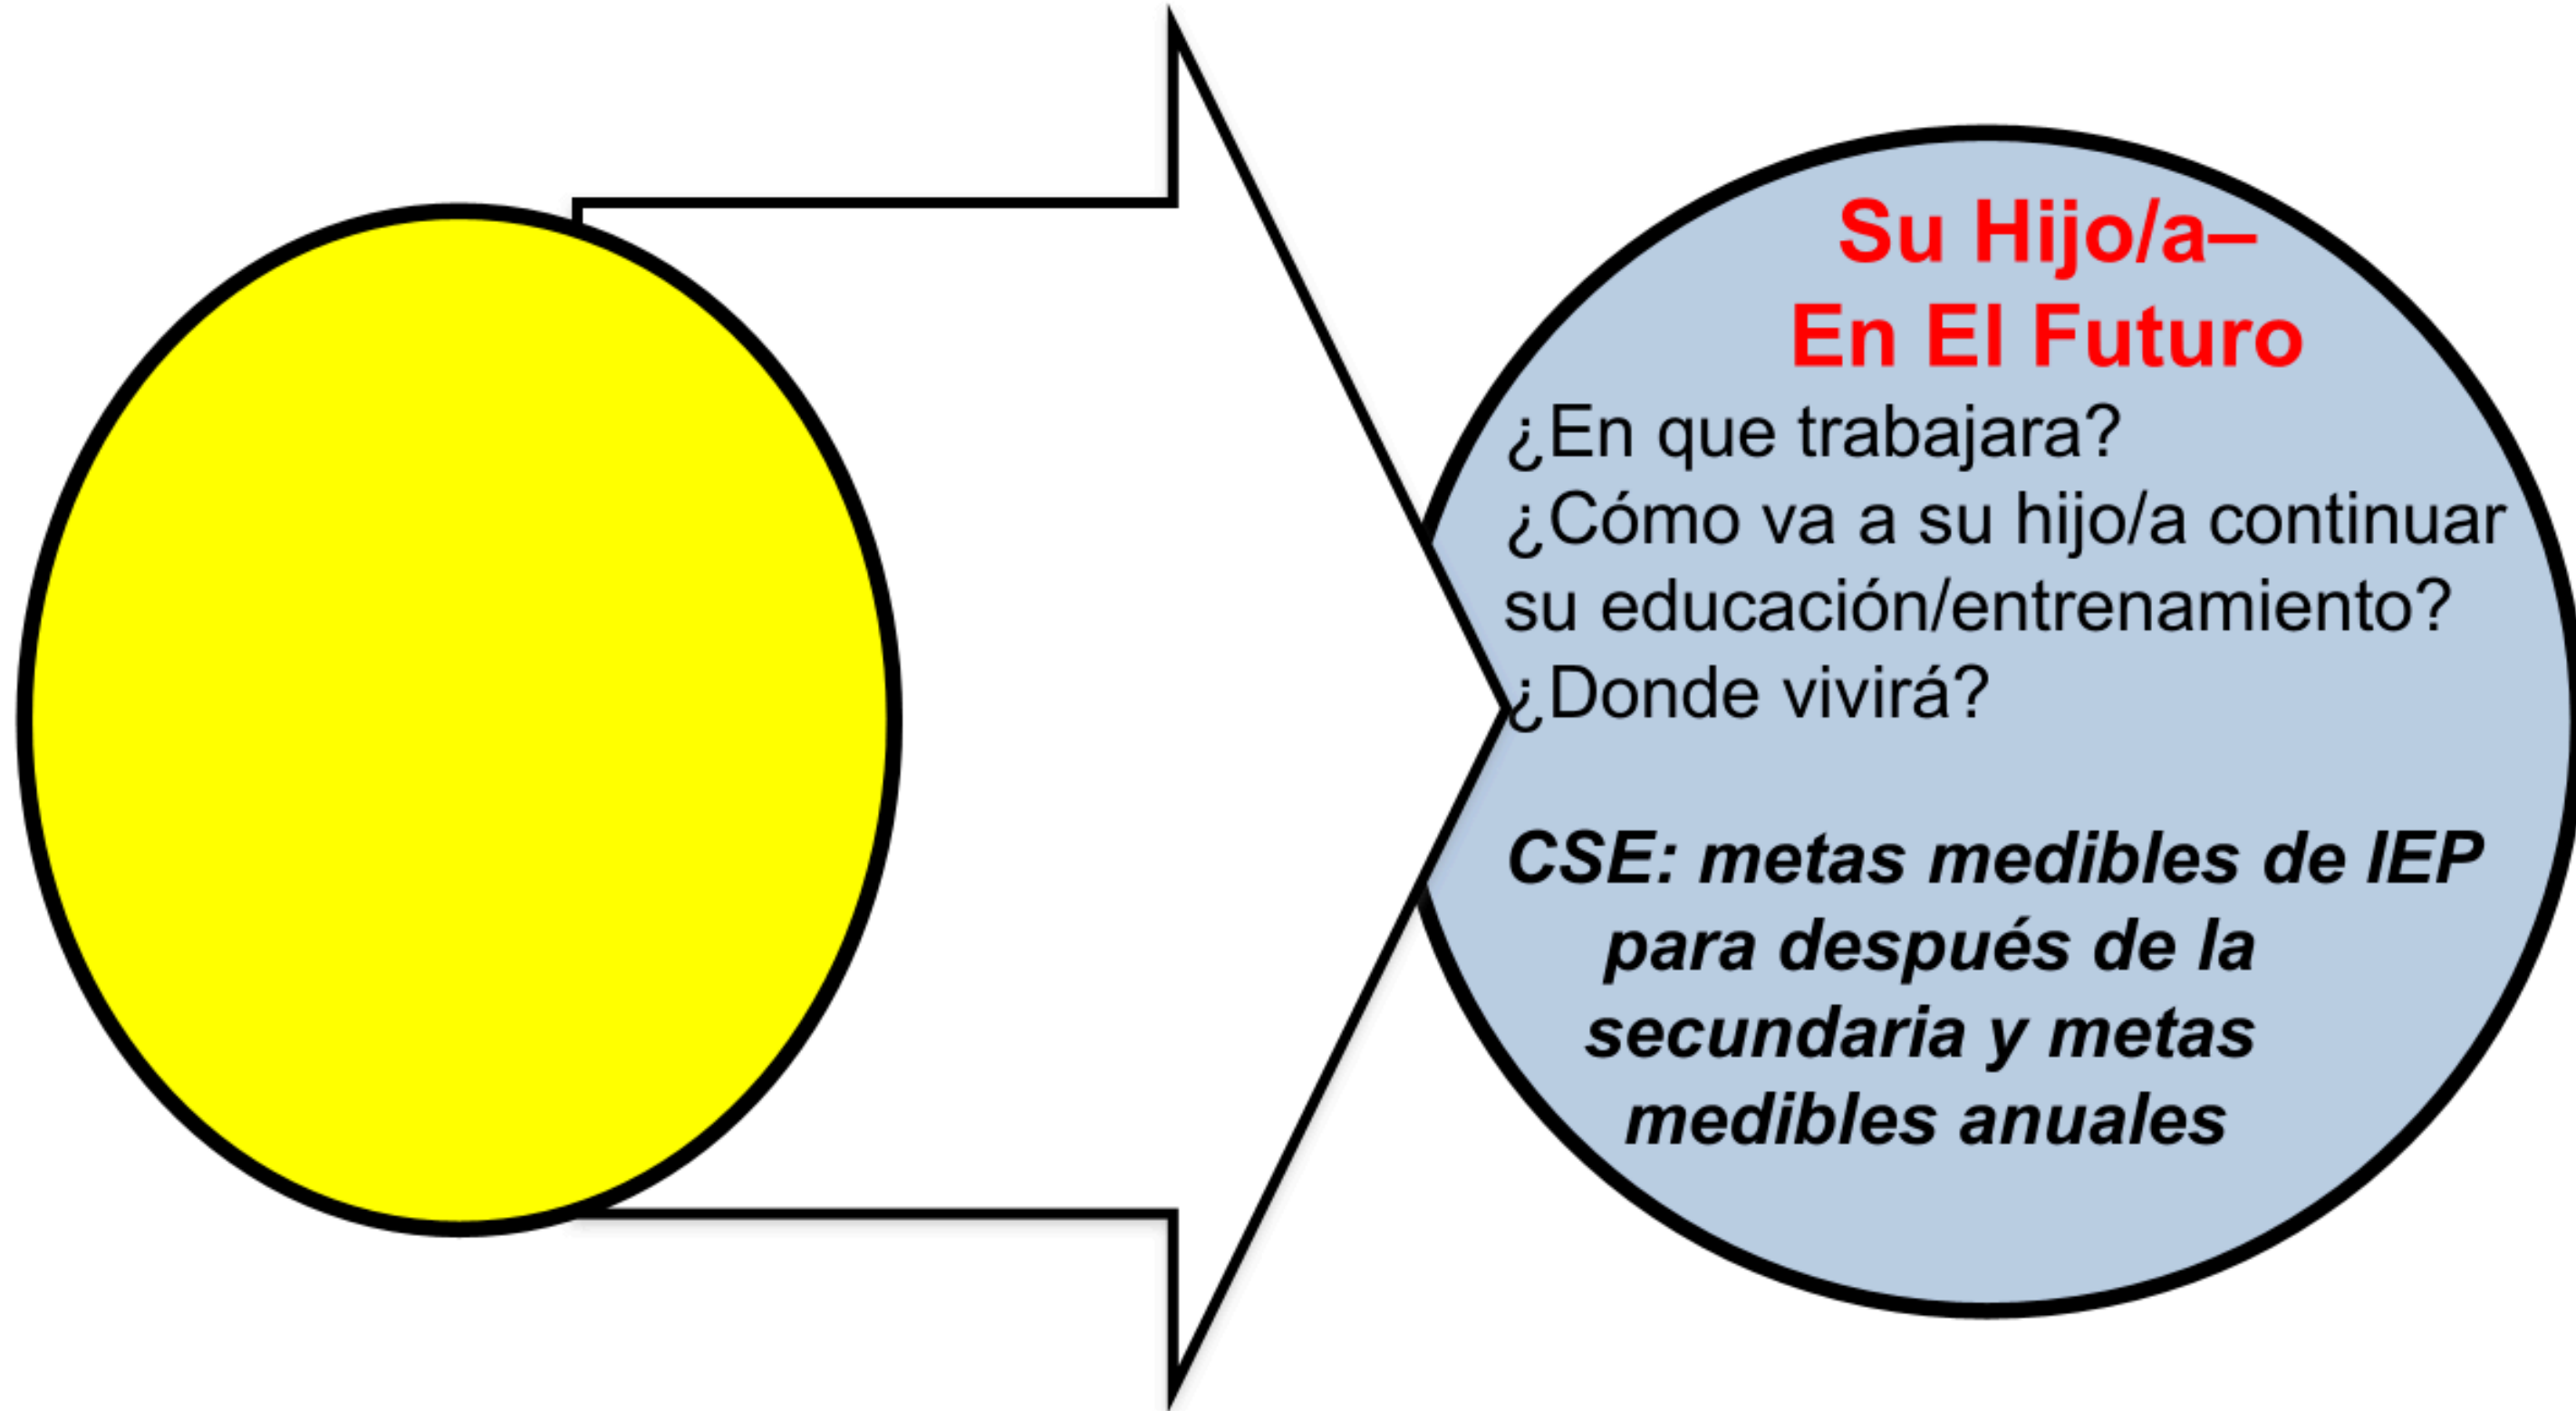 Su Hijo/a–
En El Futuro
¿En que trabajara?
¿Cómo va a su hijo/a continuar
su educación/entrenamiento?
¿Donde vivirá?
CSE: metas medibles de IEP
para después de la
secundaria y metas
medibles anuales